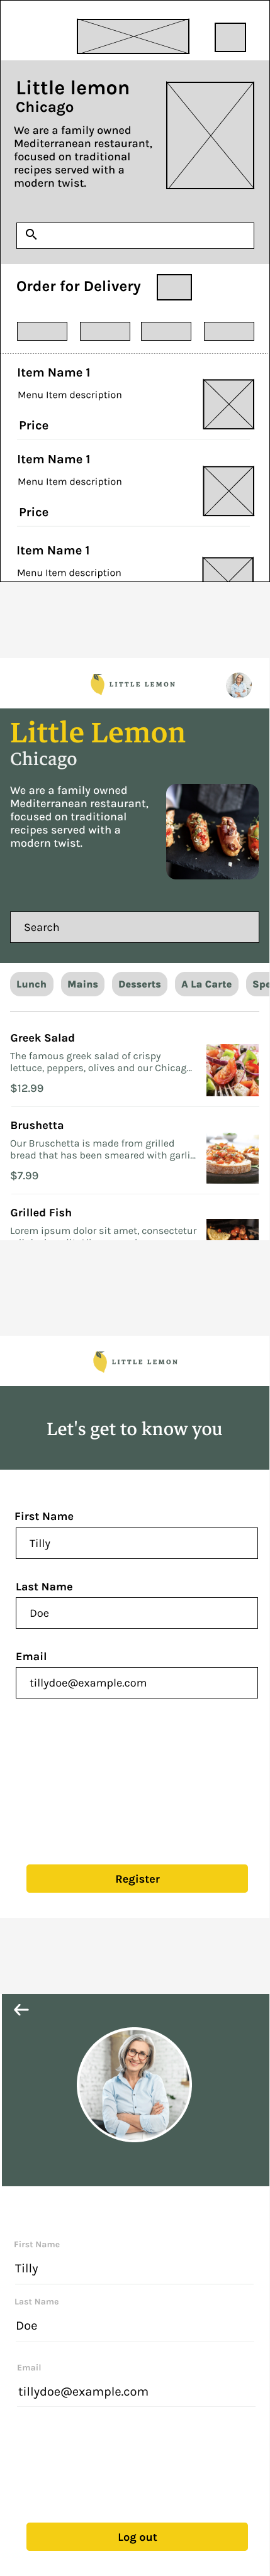 Little lemon
Chicago
We are a family owned
Mediterranean restaurant,
focused on traditional
recipes served with a
modern twist.
Order for Delivery
Item Name 1
Menu Item description
Price
Item Name 1
Menu Item description
Price
Item Name 1
Menu Item description
LITTLE LEMON
Little Lemon
Chicago
We are a family owned
Mediterranean restaurant,
focused on traditional
recipes served with a
modern twist.
Search
Lunch Mains Desserts A La Carte Spe
Greek Salad
The famous greek salad of crispy
lettuce, peppers, olives and our Chicag...
$12.99
Brushetta
Our Bruschetta is made from grilled
bread that has been smeared with garli...
$7.99
Grilled Fish
Lorem ipsum dolor sit amet, consectetur
LITTLE LEMON
Let's get to know you
First Name
Tilly
Last Name
Doe
Email
tillydoe@example.com
Register
First Name
Tilly
Last Name
Doe
Email
tillydoe@example.com
Log out